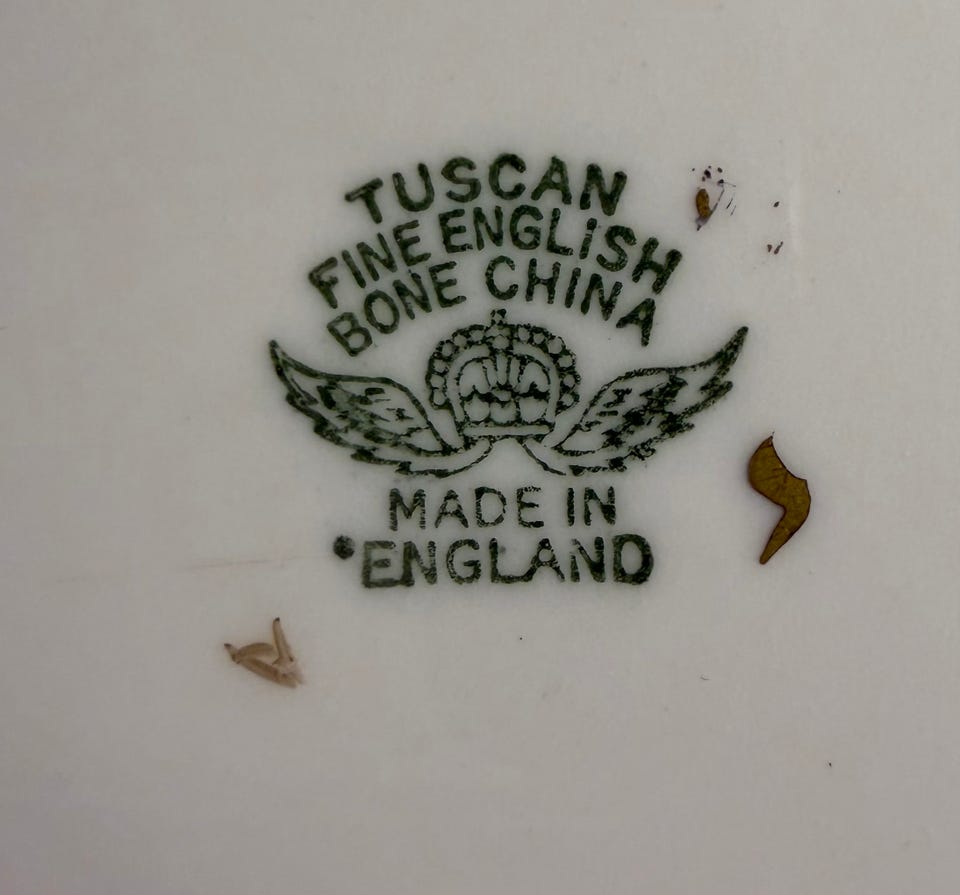 TUSCAN
FINE ENGLISH
BONE CHINA
MADE IN
ENGLAND